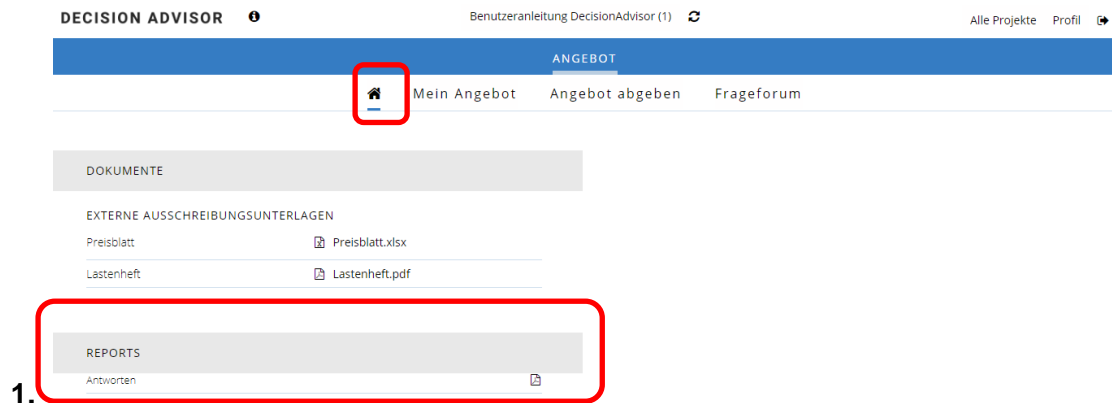 DECISION ADVISOR Benutzeranleitung DecisionAdvisor (1) Alle Projekte Profil
ANGEBOT
Mein Angebot Angebot abgeben Frageforum
DOKUMENTE
EXTERNE AUSSCHREIBUNGSUNTERLAGEN
Preisblatt Preisblatt.xlsx
Lastenheft Lastenheft.pdf
REPORTS
Antworten
1.